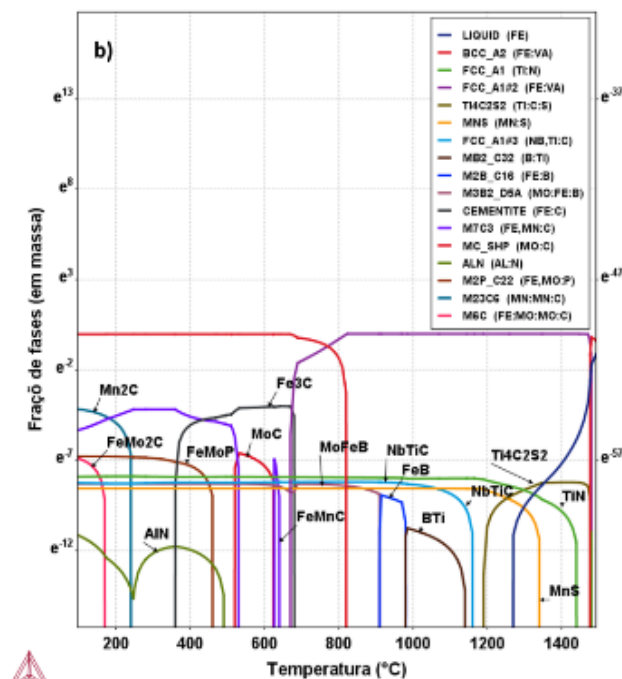 b)
LIQUID (FE)
BCC_A2 (FE:VA)
FCC_A1 (TI:N)
FCC_A1#2 (FE:VA)
TI4C2S2 (TI:C:S)
MNS (MN:S)
FCC_A1#3 (NB,TI:C)
MB2_C32 (B:TI)
M2B_C16 (FE:B)
M3B2_D5A (MO:FE:B)
CEMENTITE (FE:C)
M7C3 (FE,MN:C)
MC_SHP (MO:C)
ALN (AL:N)
M2P_C22 (FE,MO:P)
M23C6 (MN:MN:C)
M6C (FE:MO:MO:C)
e13
e8
e3
e-2
e-7
e-12
e-37
e-47
e-57
Fraçõ de fases (em massa)
Mn2C
FeMo2C
FeMoP
AlN
Fe3C
MoC
FeMnC
MoFeB
NbTiC
FeB
BTi
Ti4C2S2
NbTiC
TiN
MnS
200 400 600 800 1000 1200 1400
Temperatura (°C)